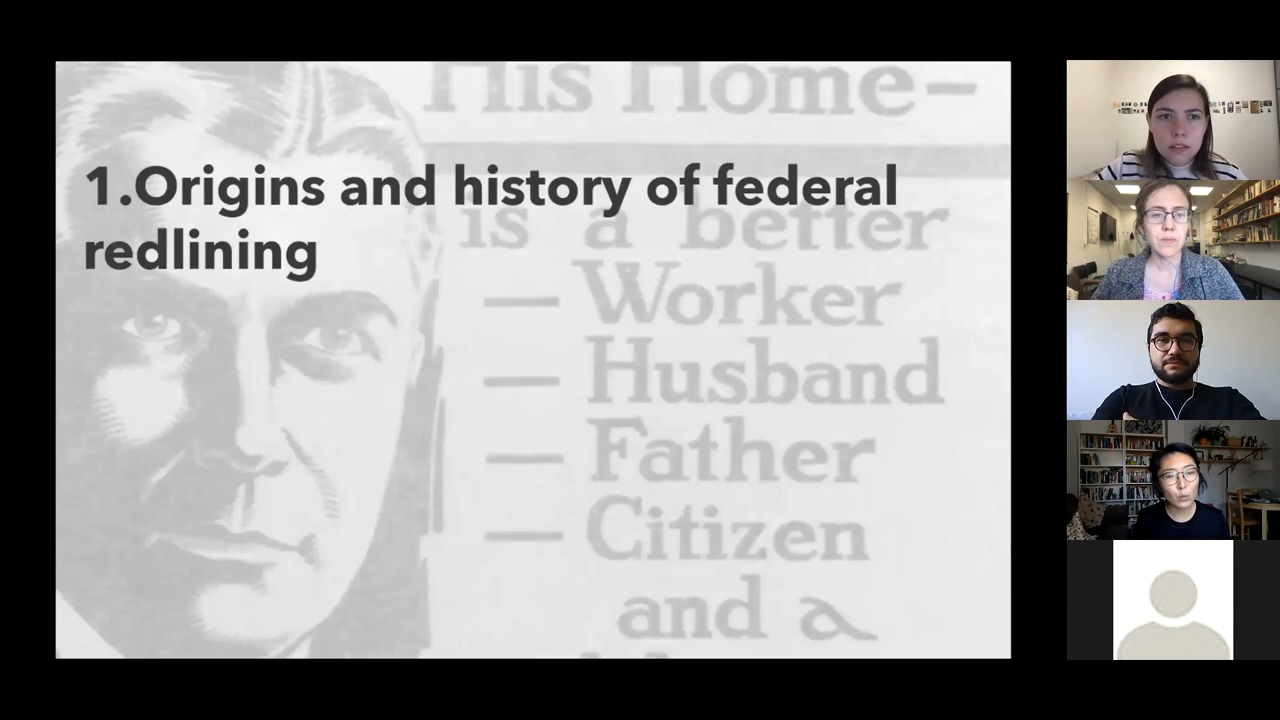 His Home–
1.Origins and history of federal
redlining
is a better
— Worker
— Husband
— Father
— Citizen
and a